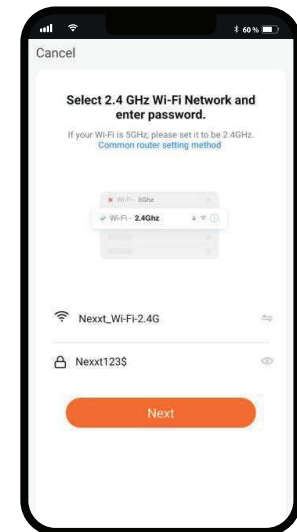 60 %
Cancel
Select 2.4 GHz Wi-Fi Network and
enter password.
If your Wi-Fi is 5GHz, please set it to be 2.4GHz.
Common router setting method
Wi-Fi - 5Ghz
Wi-Fi - 2.4Ghz
Nexxt_Wi-Fi-2.4G
Nexxt123$
Next